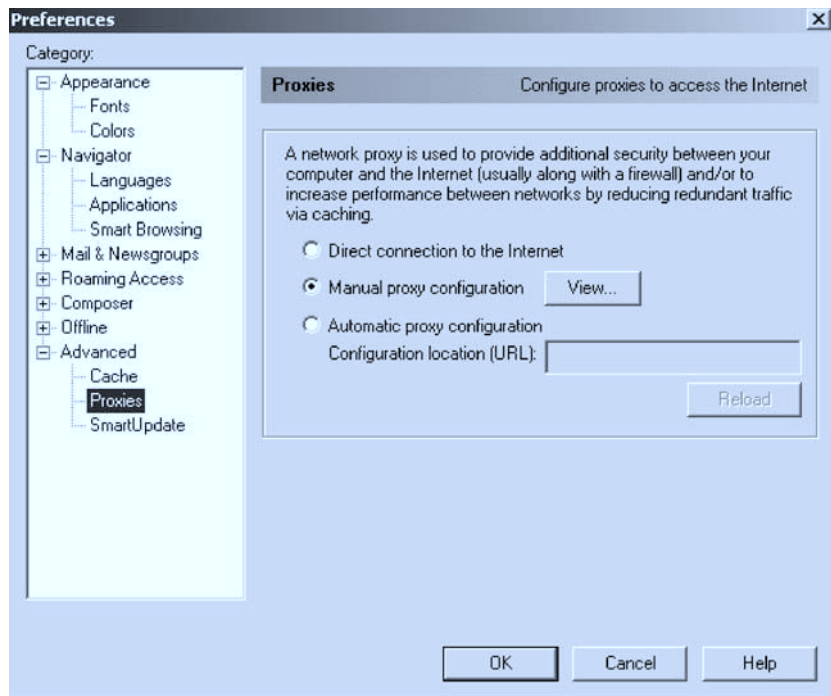 Preferences
Category:
Appearance
Fonts
Colors
Navigator
Languages
Applications
Smart Browsing
Mail & Newsgroups
Roaming Access
Composer
Offline
Advanced
Cache
Proxies
SmartUpdate
Proxies Configure proxies to access the Internet
A network proxy is used to provide additional security between your
computer and the Internet (usually along with a firewall) and/or to
increase performance between networks by reducing redundant traffic
via caching.
Direct connection to the Internet
Manual proxy configuration View...
Automatic proxy configuration
Configuration location (URL):
Reload
OK Cancel Help